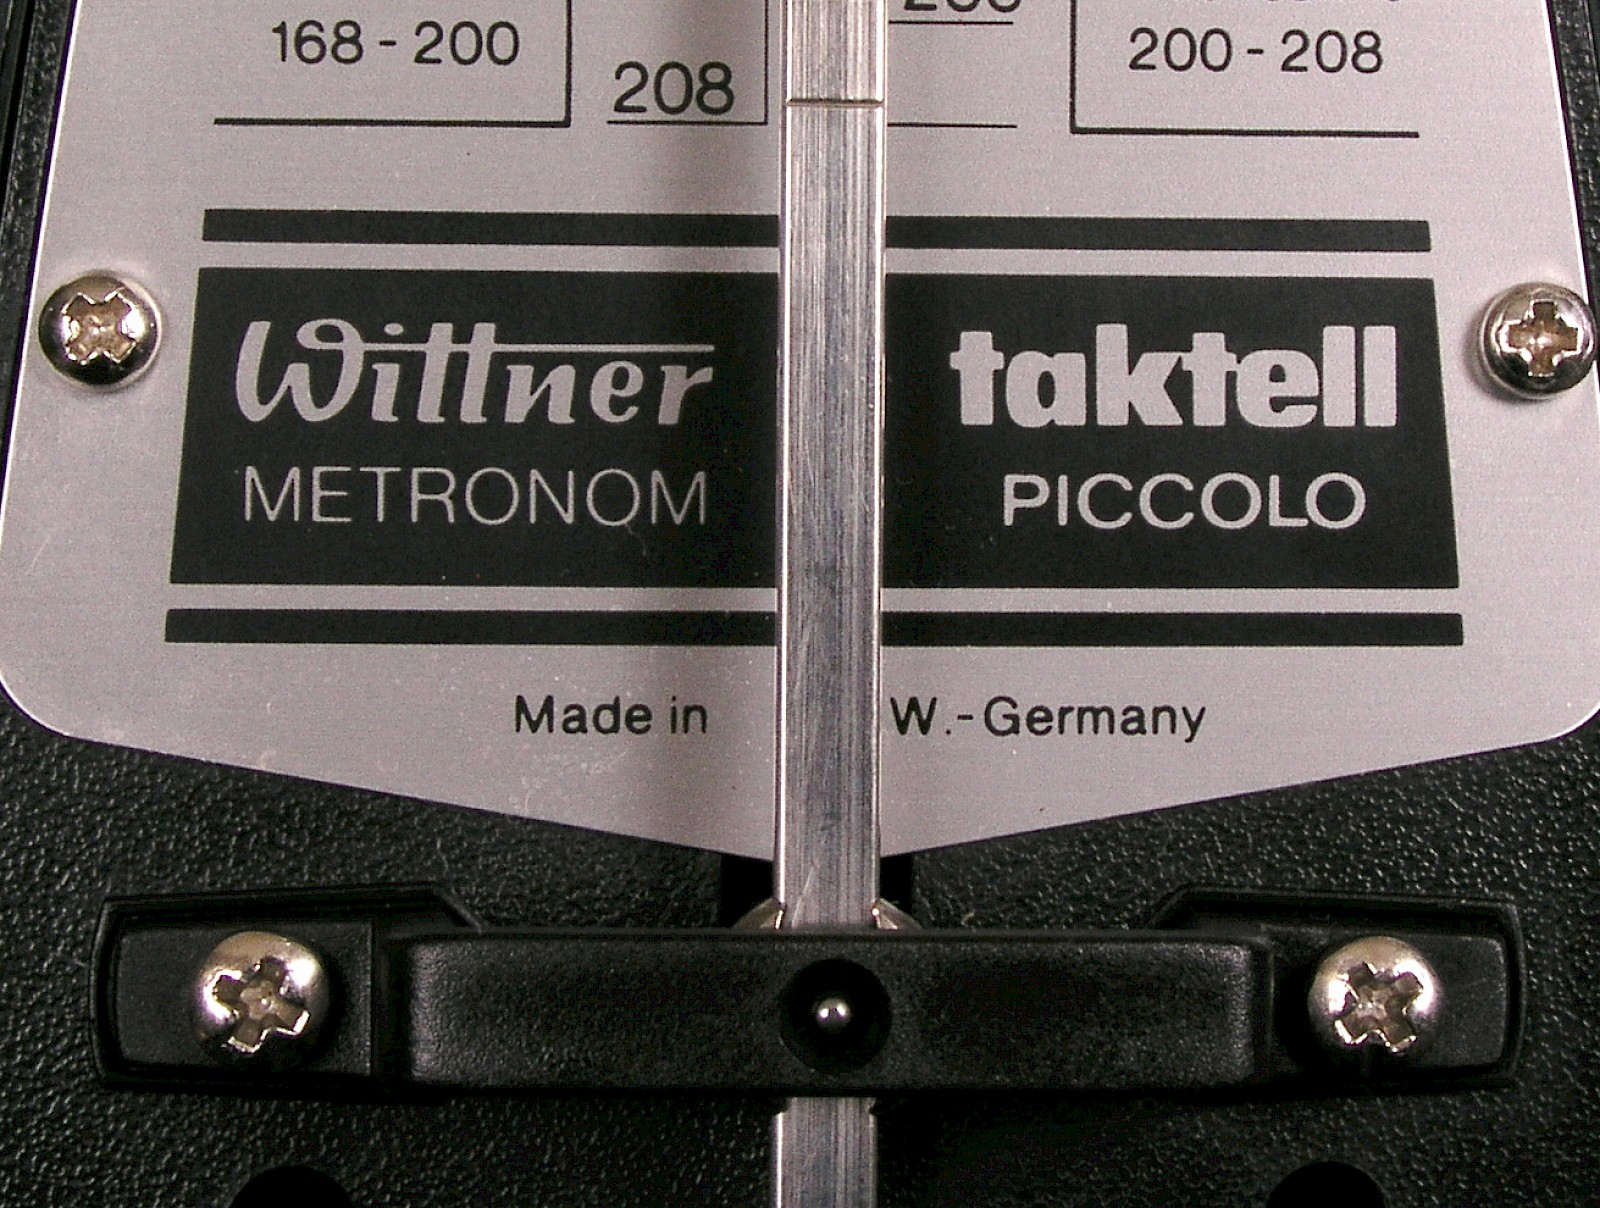 168 - 200
208
200 - 208
Wittner
METRONOM
taktell
PICCOLO
Made in W.-Germany